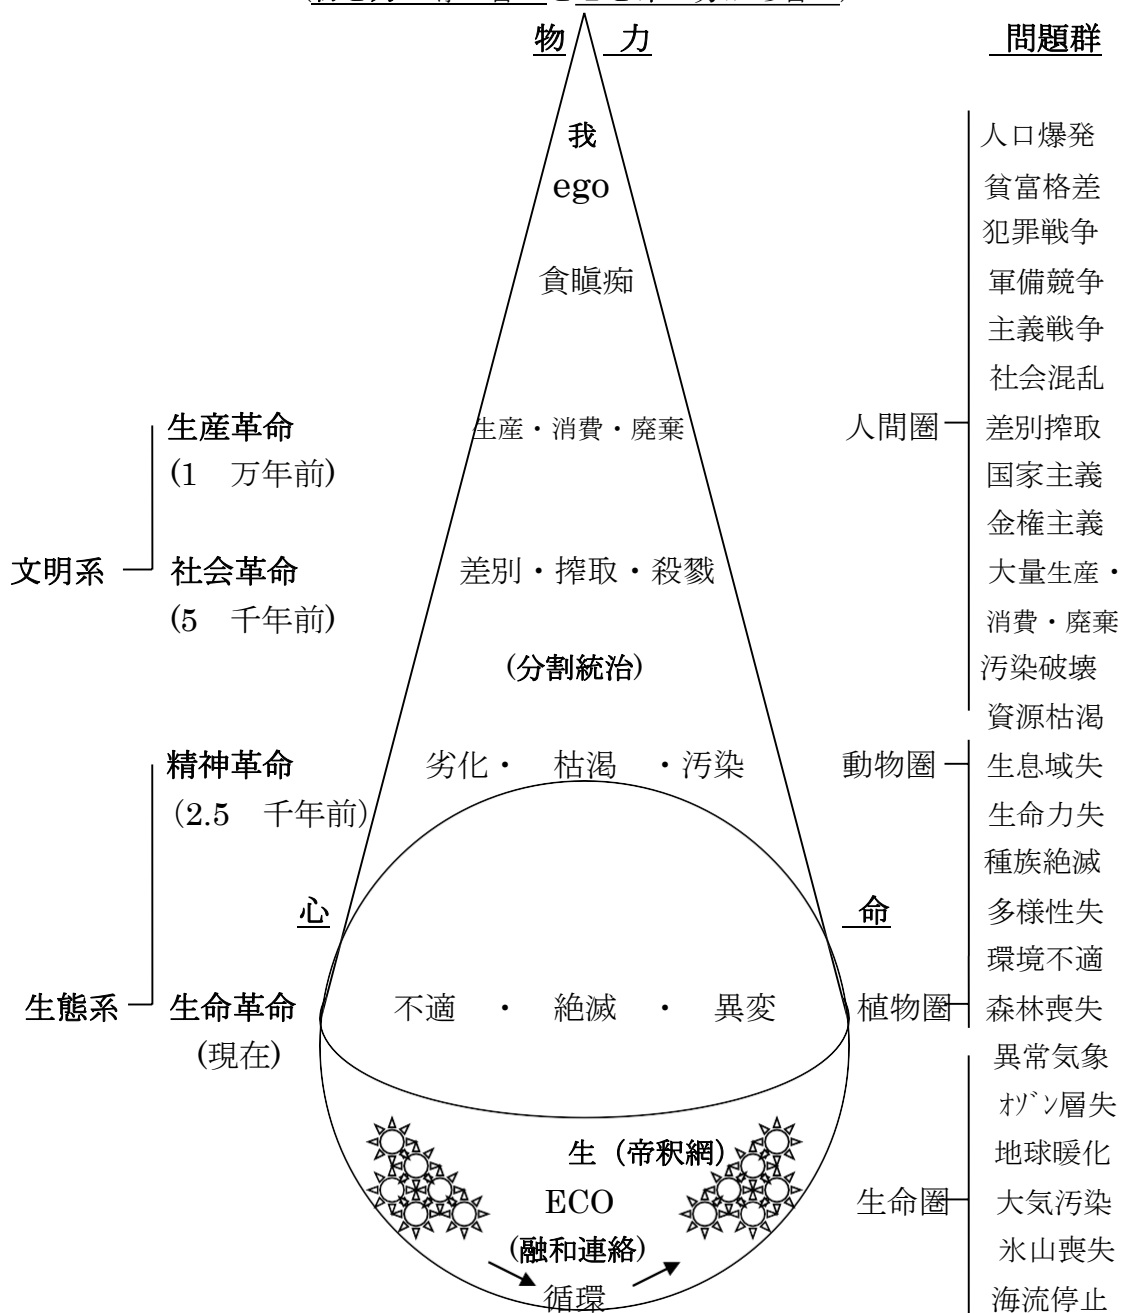 物 力
問題群
我
ego
貪瞋痴
生産・消費・廃棄
差別・搾取・殺戮
(分割統治)
劣化・ 枯渇 ・汚染
心
命
不適 ・ 絶滅 ・ 異変
生 (帝釈網)
ECO
(融和連絡)
循環
文明系
生産革命
(1 万年前)
社会革命
(5 千年前)
生態系
精神革命
(2.5 千年前)
生命革命
(現在)
人間圏
人口爆発
貧富格差
犯罪戦争
軍備競争
主義戦争
社会混乱
差別搾取
国家主義
金権主義
大量生産・
消費・廃棄
汚染破壊
資源枯渇
動物圏
生息域失
生命力失
種族絶滅
多様性失
環境不適
植物圏
森林喪失
生命圏
異常気象
ｵｿﾞﾝ層失
地球暖化
大気汚染
氷山喪失
海流停止